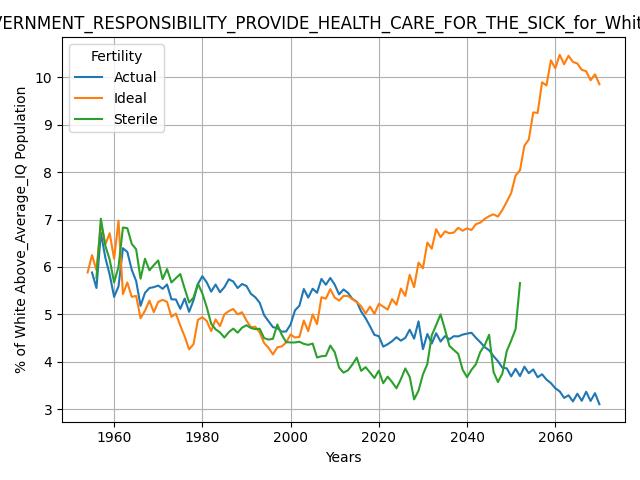 VERNMENT_RESPONSIBILITY_PROVIDE_HEALTH_CARE_FOR_THE_SICK_for_Whit
Fertility
Actual
Ideal
Sterile
% of White Above_Average_IQ Population
10
9
8
7
6
5
4
3
1960 1980 2000 2020 2040 2060
Years